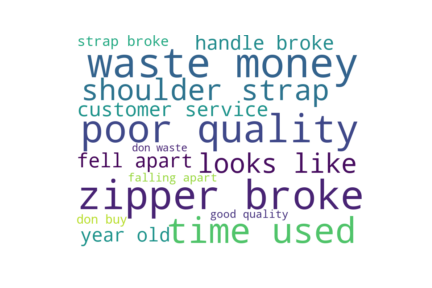 strap broke handle broke
waste money
shoulder strap
customer service
poor quality
don waste
fell apart looks like
falling apart
zipper broke
good quality
don buy
year old time used